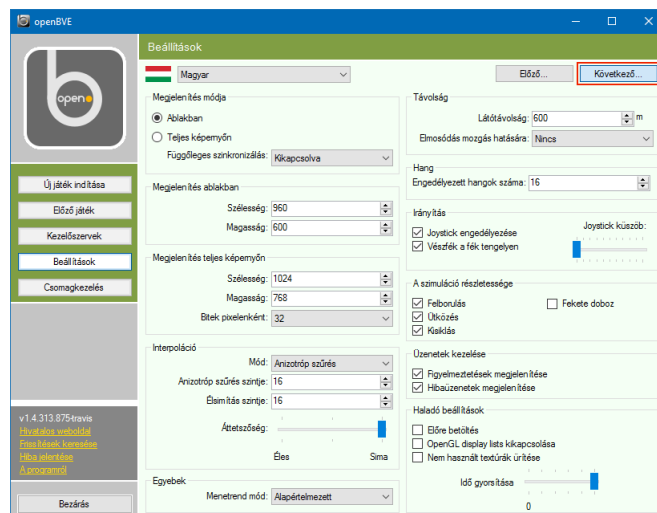 openBVE
Beállítások
open
Magyar
Előző...
Következő...
Új játék indítása
Előző játék
Kezelőszervek
Beállítások
Csomagkezelés
v1.4.313.875-travis
Hivatalos weboldal
Frissítések keresése
Hiba jelentése
A programról
Bezárás
Megjelenítés módja
Ablakban
Teljes képernyőn
Függőleges szinkronizálás: Kikapcsolva
Megjelenítés ablakban
Szélesség: 960
Magasság: 600
Megjelenítés teljes képernyőn
Szélesség: 1024
Magasság: 768
Bitek pixelenként: 32
Interpoláció
Mód: Anizotróp szűrés
Anizotróp szűrés szintje: 16
Élsimítás szintje: 16
Áttetszőség:
Éles Sima
Egyebek
Menetrend mód: Alapértelmezett
Távolság
Látótávolság: 600 m
Elmosódás mozgás hatására: Nincs
Hang
Engedélyezett hangok száma: 16
Irányítás
Joystick engedélyezése
Joystick küszöb:
Vészfék a fék tengelyen
A szimuláció részletessége
Felborulás
Fekete doboz
Ütközés
Kisiklás
Üzenetek kezelése
Figyelmeztetések megjelenítése
Hibaüzenetek megjelenítése
Haladó beállítások
Előre betöltés
OpenGL display lists kikapcsolása
Nem használt textúrák ürítése
Idő gyorsítása
0